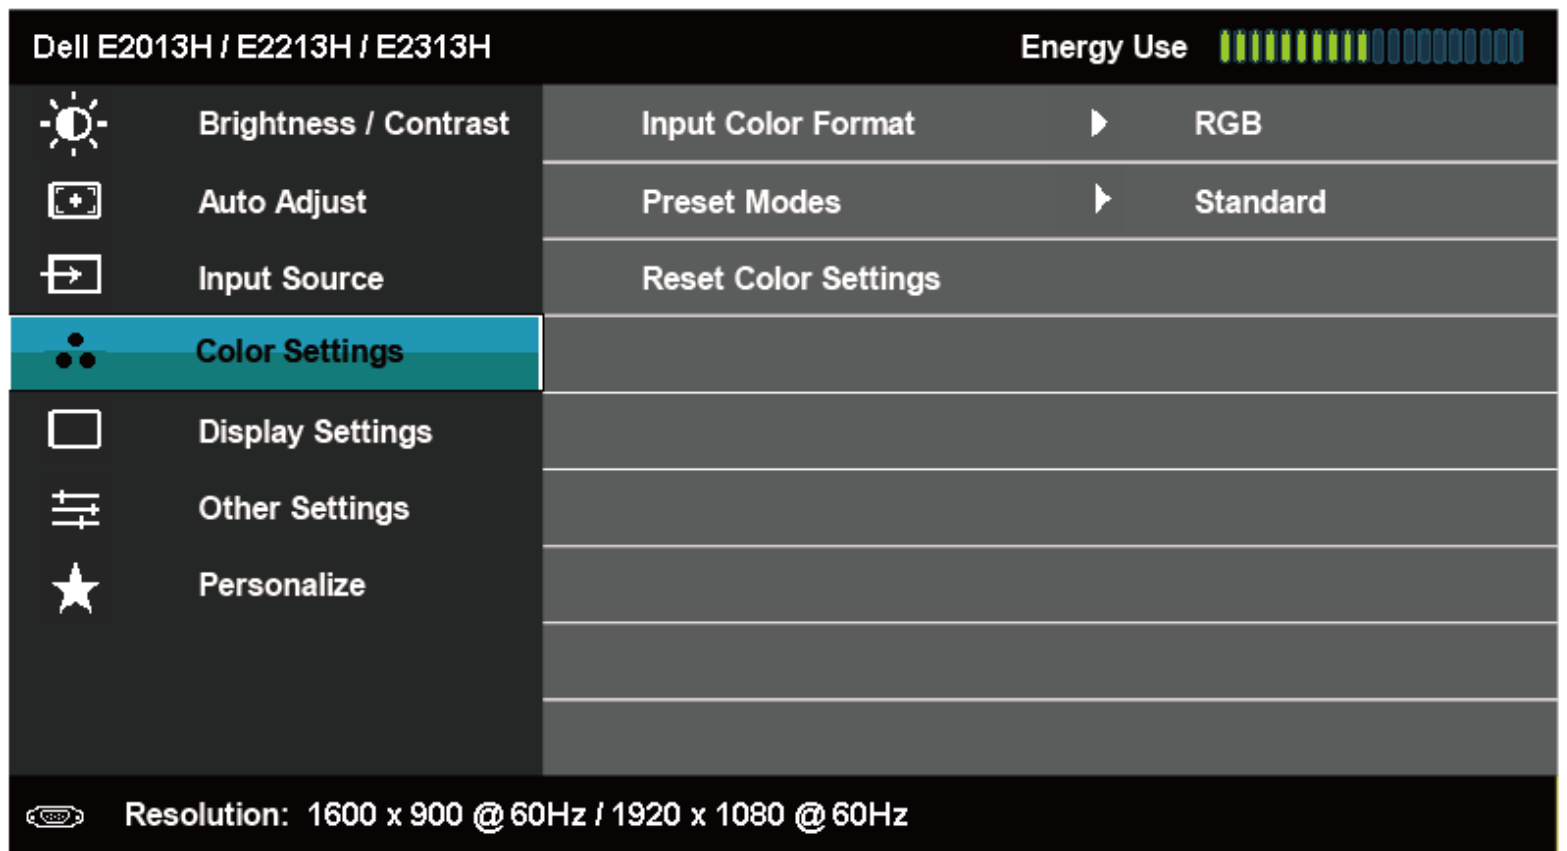 Dell E2013H / E2213H / E2313H Energy Use
Brightness / Contrast Input Color Format RGB
Auto Adjust Preset Modes Standard
Input Source Reset Color Settings
Color Settings
Display Settings
Other Settings
Personalize
Resolution: 1600 x 900 @ 60Hz / 1920 x 1080 @ 60Hz